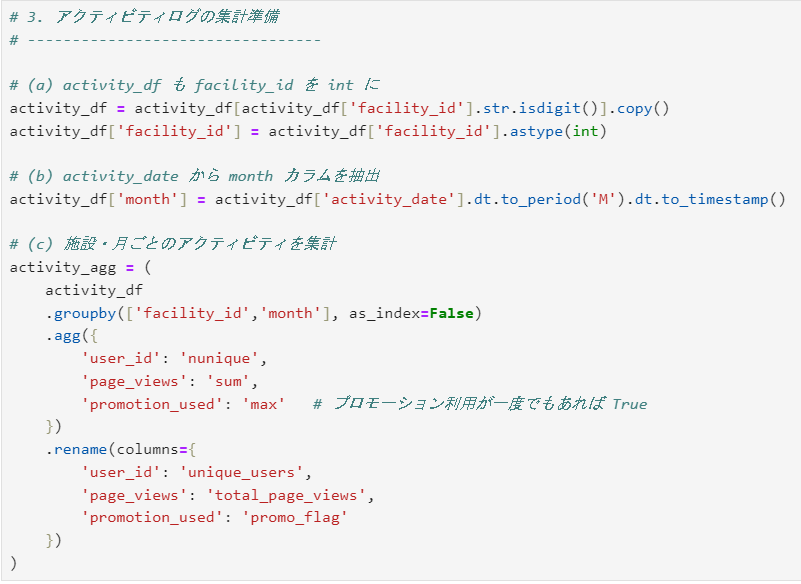 # 3. アクティビティログの集計準備
# ---------------------------------
# (a) activity_df も facility_id を int に
activity_df = activity_df[activity_df['facility_id'].str.isdigit()].copy()
activity_df['facility_id'] = activity_df['facility_id'].astype(int)
# (b) activity_date から month カラムを抽出
activity_df['month'] = activity_df['activity_date'].dt.to_period('M').dt.to_timestamp()
# (c) 施設・月ごとのアクティビティを集計
activity_agg = (
    activity_df
    .groupby(['facility_id','month'], as_index=False)
    .agg({
        'user_id': 'nunique',
        'page_views': 'sum',
        'promotion_used': 'max'   # プロモーション利用が一度でもあれば True
    })
    .rename(columns={
        'user_id': 'unique_users',
        'page_views': 'total_page_views',
        'promotion_used': 'promo_flag'
    })
)